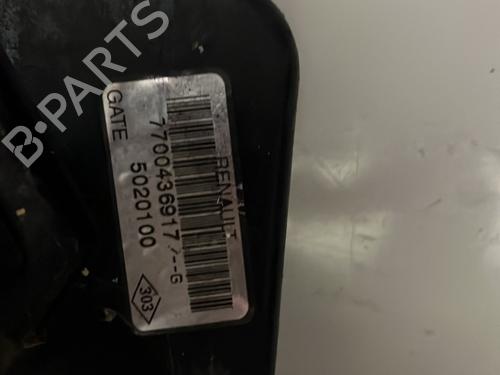 B-PARTS
RENAULT
7700436917--G
GATE 5020100
303